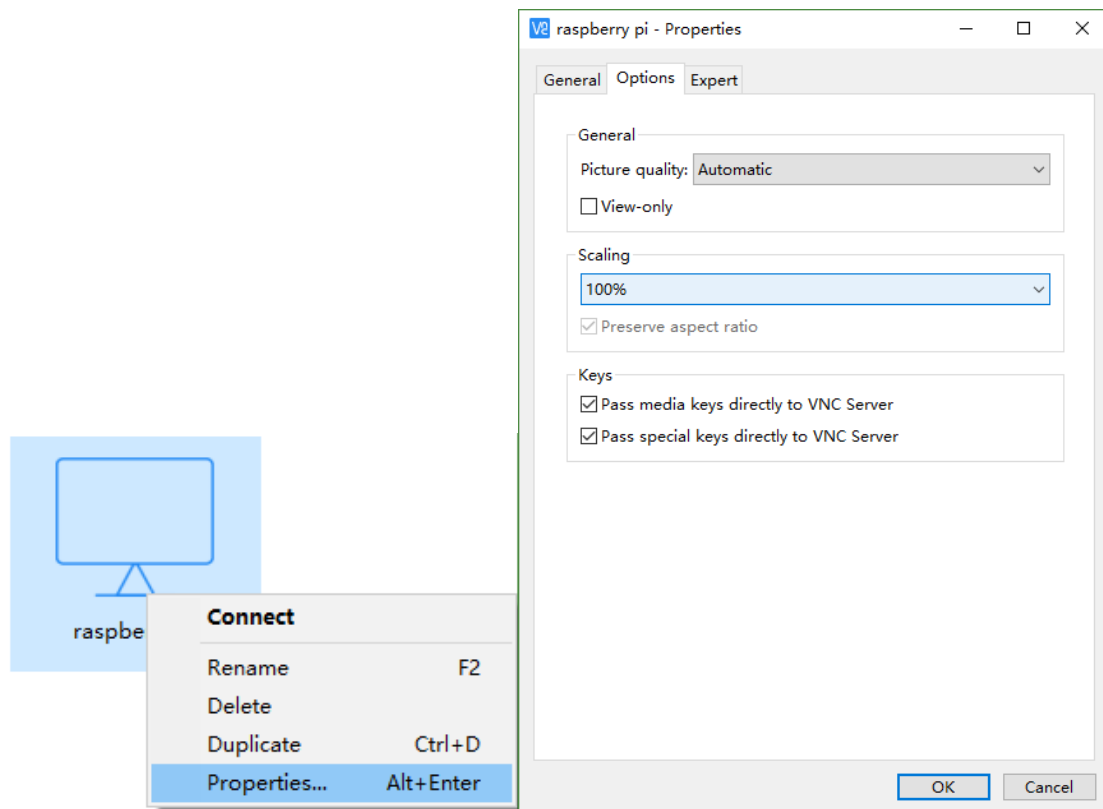 raspbe
Connect
Rename F2
Delete
Duplicate Ctrl+D
Properties... Alt+Enter
V2 raspberry pi - Properties
General Options Expert
General
Picture quality: Automatic
View-only
Scaling
100%
Preserve aspect ratio
Keys
Pass media keys directly to VNC Server
Pass special keys directly to VNC Server
OK Cancel